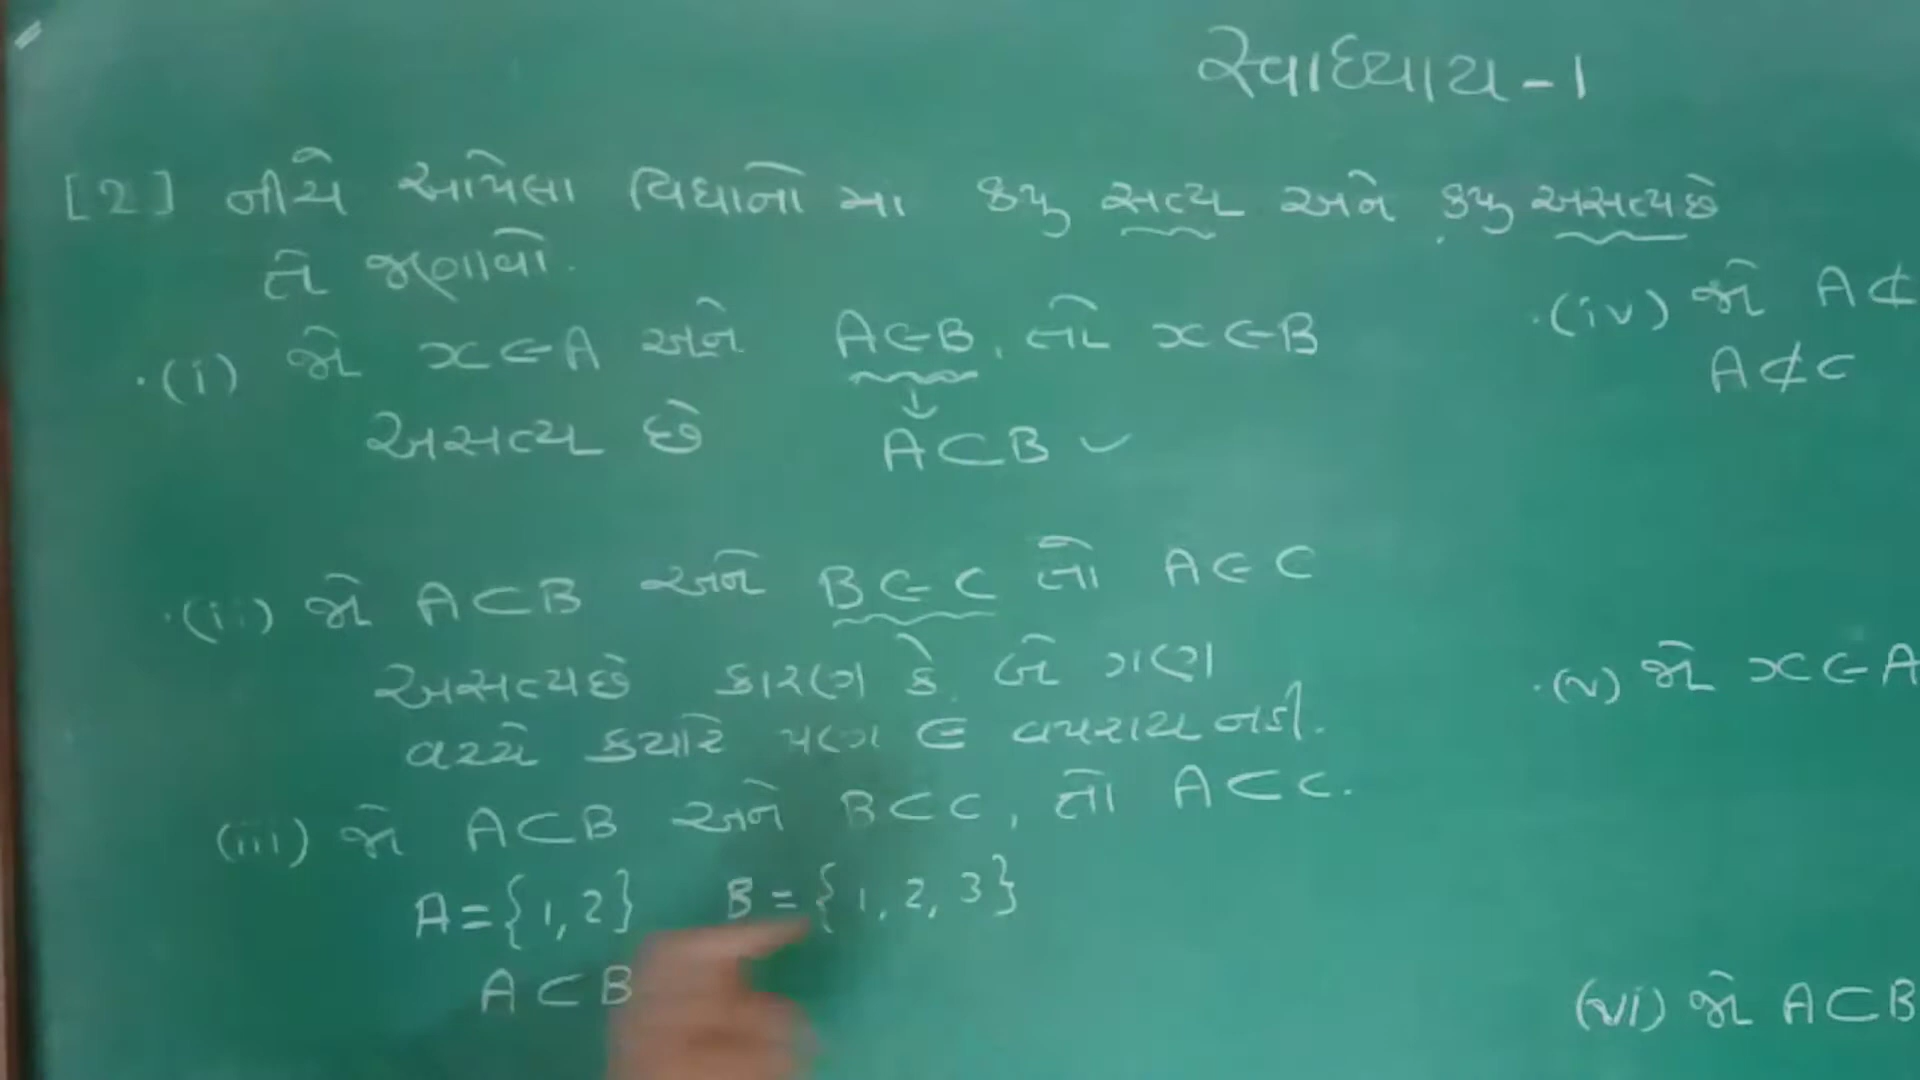 સ્વાધ્યાય - 1
[2] નીચે આપેલા વિધાનો મા કયુ સત્ય અને કયુ અસત્ય છે
તે જણાવો.
(i) જો x ∈ A અને A ∈ B, તો x ∈ B
↓
અસત્ય છે A ⊂ B ✓
(ii) જો A ⊂ B અને B ∈ C તો A ∈ C
અસત્ય છે કારણ કે બે ગણ
વચ્ચે ક્યારે પણ ∈ વપરાય નહી.
(iii) જો A ⊂ B અને B ⊂ C, તો A ⊂ C.
A = {1, 2} B = {1, 2, 3}
A ⊂ B
(iv) જો A ⊄
A ⊄ C
(v) જો x ∈ A
(vi) જો A ⊂ B